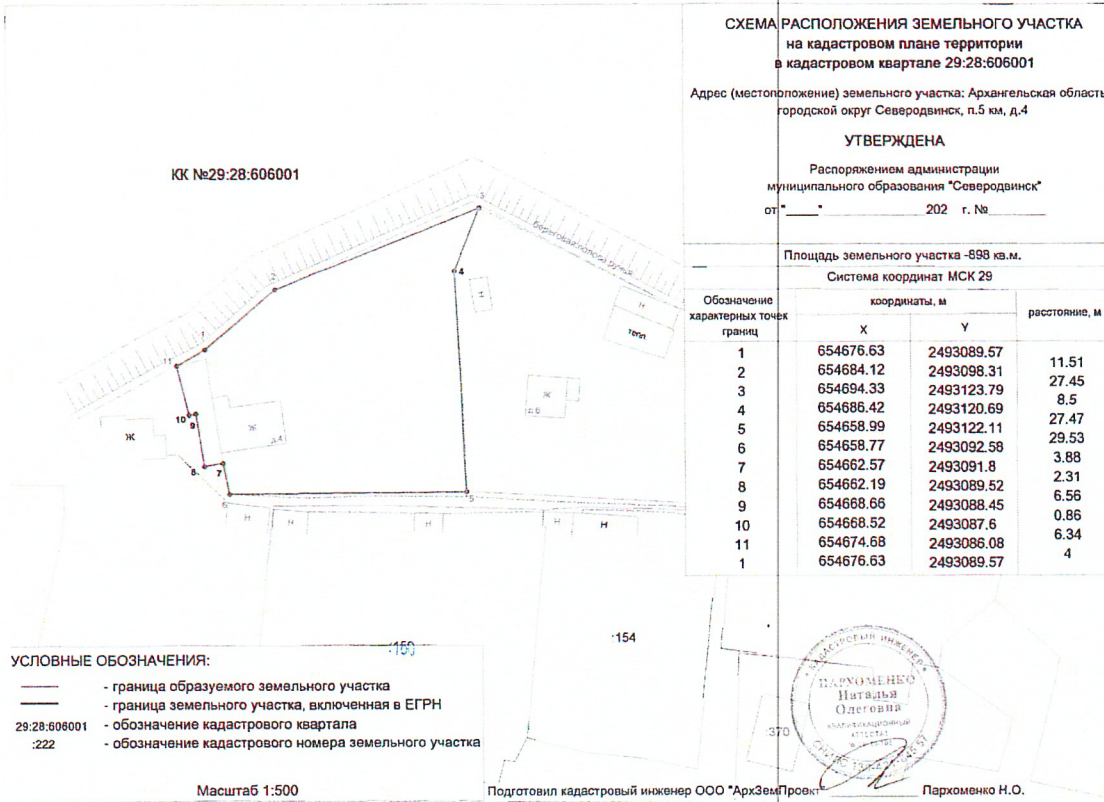 СХЕМА РАСПОЛОЖЕНИЯ ЗЕМЕЛЬНОГО УЧАСТКА
на кадастровом плане территории
в кадастровом квартале 29:28:606001
Адрес (местоположение) земельного участка: Архангельская область
городской округ Северодвинск, п.5 км, д.4
УТВЕРЖДЕНА
Распоряжением администрации
муниципального образования "Северодвинск"
от "____" ____________ 202 г. №______
Площадь земельного участка -898 кв.м.
Система координат МСК 29
Обозначение характерных точек границ координаты, м расстояние, м
X Y
1 654676.63 2493089.57
11.51
2 654684.12 2493098.31
27.45
3 654694.33 2493123.79
8.5
4 654686.42 2493120.69
27.47
5 654658.99 2493122.11
29.53
6 654658.77 2493092.58
3.88
7 654662.57 2493091.8
2.31
8 654662.19 2493089.52
6.56
9 654668.66 2493088.45
0.86
10 654668.52 2493087.6
6.34
11 654674.68 2493086.08
4
1 654676.63 2493089.57
КК №29:28:606001
3
береговая полоса ручья
2
4
Н
Н
тепл
1
11
10
9
Ж
Ж
д.4
Ж
д.6
8
7
6
5
Н
Н
Н
Н
Н
:150
:154
:370
УСЛОВНЫЕ ОБОЗНАЧЕНИЯ:
- граница образуемого земельного участка
- граница земельного участка, включенная в ЕГРН
29:28:606001 - обозначение кадастрового квартала
:222 - обозначение кадастрового номера земельного участка
Масштаб 1:500
КАДАСТРОВЫЙ ИНЖЕНЕР
ПАРХОМЕНКО
Наталья
Олеговна
КВАЛИФИКАЦИОННЫЙ
АТТЕСТАТ
СНИЛС
Подготовил кадастровый инженер ООО "АрхЗемПроект" ________ Пархоменко Н.О.